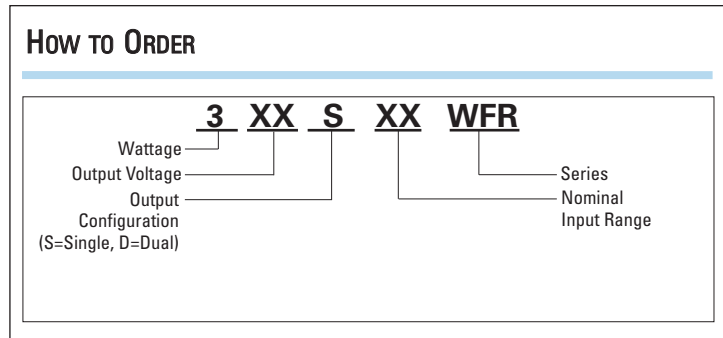 HOW TO ORDER
3 XX S XX WFR
Wattage
Output Voltage
Output
Configuration
(S=Single, D=Dual)
Series
Nominal
Input Range